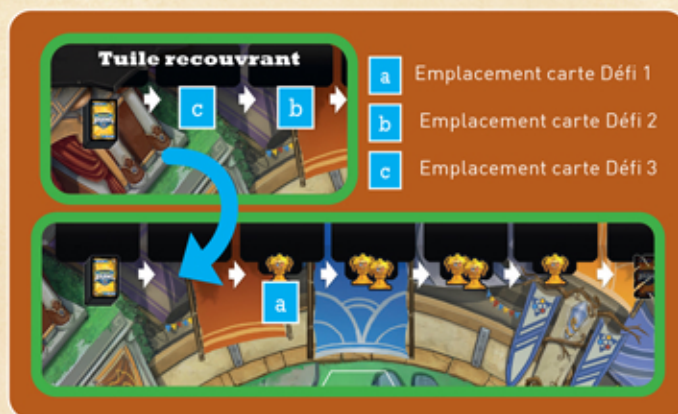 Tuile recouvrant
c
b
a Emplacement carte Défi 1
b Emplacement carte Défi 2
c Emplacement carte Défi 3
a